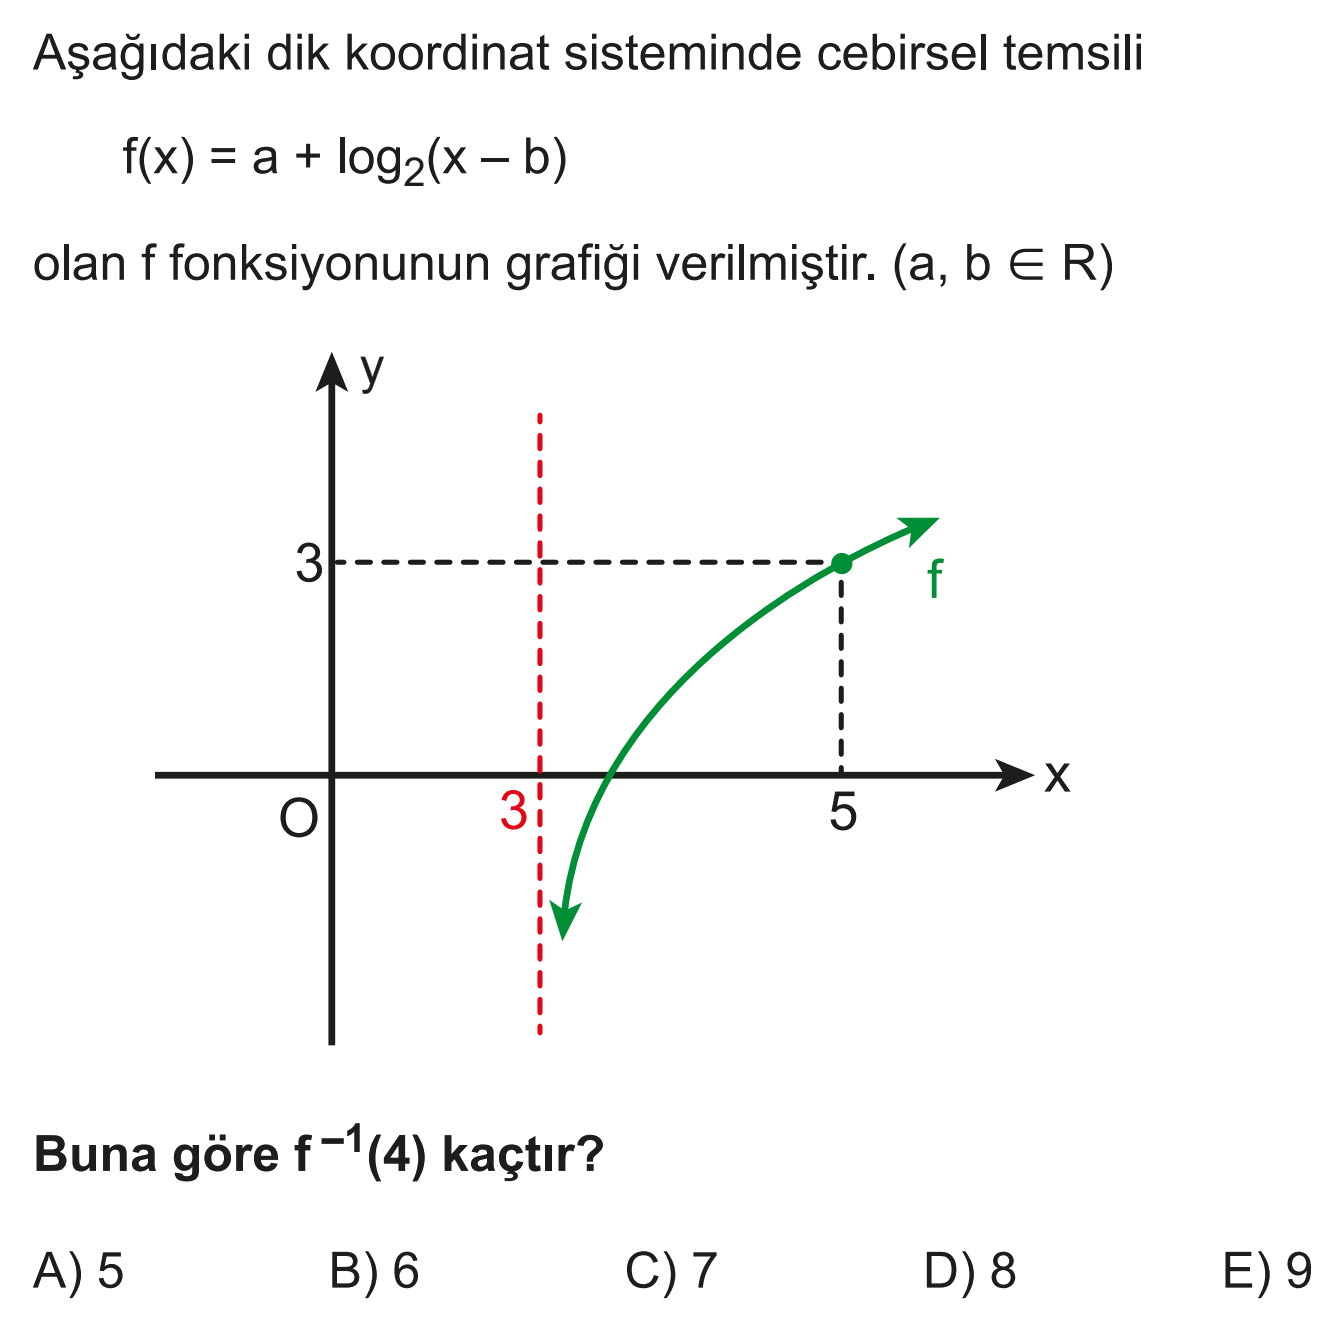 Aşağıdaki dik koordinat sisteminde cebirsel temsili
f(x) = a + log₂(x – b)
olan f fonksiyonunun grafiği verilmiştir. (a, b ∈ R)
y
3
f
x
O
3
5
Buna göre f⁻¹(4) kaçtır?
A) 5 B) 6 C) 7 D) 8 E) 9